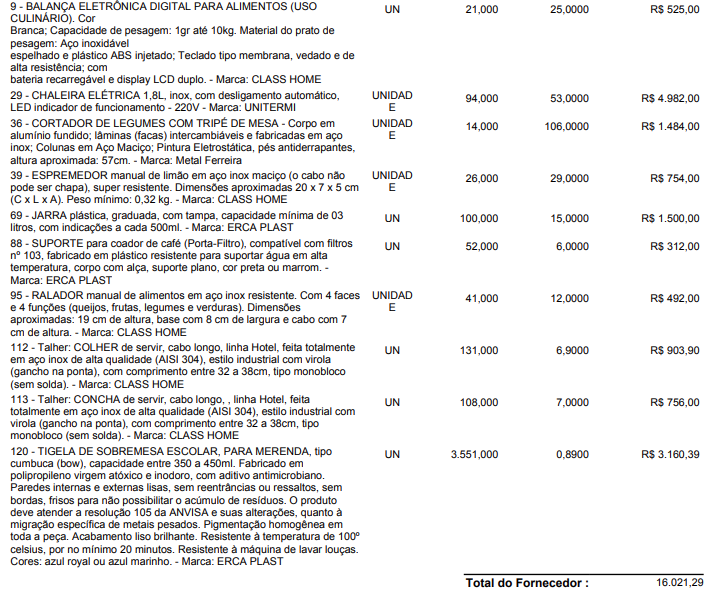 9 - BALANÇA ELETRÔNICA DIGITAL PARA ALIMENTOS (USO UN 21,000 25,0000 R$ 525,00
CULINÁRIO). Cor
Branca; Capacidade de pesagem: 1gr até 10kg. Material do prato de
pesagem: Aço inoxidável
espelhado e plástico ABS injetado; Teclado tipo membrana, vedado e de
alta resistência; com
bateria recarregável e display LCD duplo. - Marca: CLASS HOME
29 - CHALEIRA ELÉTRICA 1,8L, inox, com desligamento automático, UNIDAD 94,000 53,0000 R$ 4.982,00
LED indicador de funcionamento - 220V - Marca: UNITERMI E
36 - CORTADOR DE LEGUMES COM TRIPÉ DE MESA - Corpo em UNIDAD 14,000 106,0000 R$ 1.484,00
alumínio fundido; lâminas (facas) intercambiáveis e fabricadas em aço E
inox; Colunas em Aço Maciço; Pintura Eletrostática, pés antiderrapantes,
altura aproximada: 57cm. - Marca: Metal Ferreira
39 - ESPREMEDOR manual de limão em aço inox maciço (o cabo não UNIDAD 26,000 29,0000 R$ 754,00
pode ser chapa), super resistente. Dimensões aproximadas 20 x 7 x 5 cm E
(C x L x A). Peso mínimo: 0,32 kg. - Marca: CLASS HOME
69 - JARRA plástica, graduada, com tampa, capacidade mínima de 03 UN 100,000 15,0000 R$ 1.500,00
litros, com indicações a cada 500ml. - Marca: ERCA PLAST
88 - SUPORTE para coador de café (Porta-Filtro), compatível com filtros UN 52,000 6,0000 R$ 312,00
nº 103, fabricado em plástico resistente para suportar água em alta
temperatura, corpo com alça, suporte plano, cor preta ou marrom. -
Marca: ERCA PLAST
95 - RALADOR manual de alimentos em aço inox resistente. Com 4 faces UNIDAD 41,000 12,0000 R$ 492,00
e 4 funções (queijos, frutas, legumes e verduras). Dimensões E
aproximadas: 19 cm de altura, base com 8 cm de largura e cabo com 7
cm de altura. - Marca: CLASS HOME
112 - Talher: COLHER de servir, cabo longo, linha Hotel, feita totalmente UN 131,000 6,9000 R$ 903,90
em aço inox de alta qualidade (AISI 304), estilo industrial com virola
(gancho na ponta), com comprimento entre 32 a 38cm, tipo monobloco
(sem solda). - Marca: CLASS HOME
113 - Talher: CONCHA de servir, cabo longo, , linha Hotel, feita UN 108,000 7,0000 R$ 756,00
totalmente em aço inox de alta qualidade (AISI 304), estilo industrial com
virola (gancho na ponta), com comprimento entre 32 a 38cm, tipo
monobloco (sem solda). - Marca: CLASS HOME
120 - TIGELA DE SOBREMESA ESCOLAR, PARA MERENDA, tipo UN 3.551,000 0,8900 R$ 3.160,39
cumbuca (bow), capacidade entre 350 a 450ml. Fabricado em
polipropileno virgem atóxico e inodoro, com aditivo antimicrobiano.
Paredes internas e externas lisas, sem reentrâncias ou ressaltos, sem
bordas, frisos para não possibilitar o acúmulo de resíduos. O produto
deve atender a resolução 105 da ANVISA e suas alterações, quanto à
migração específica de metais pesados. Pigmentação homogênea em
toda a peça. Acabamento liso brilhante. Resistente à temperatura de 100º
celsius, por no mínimo 20 minutos. Resistente à máquina de lavar louças.
Cores: azul royal ou azul marinho. - Marca: ERCA PLAST
Total do Fornecedor : 16.021,29